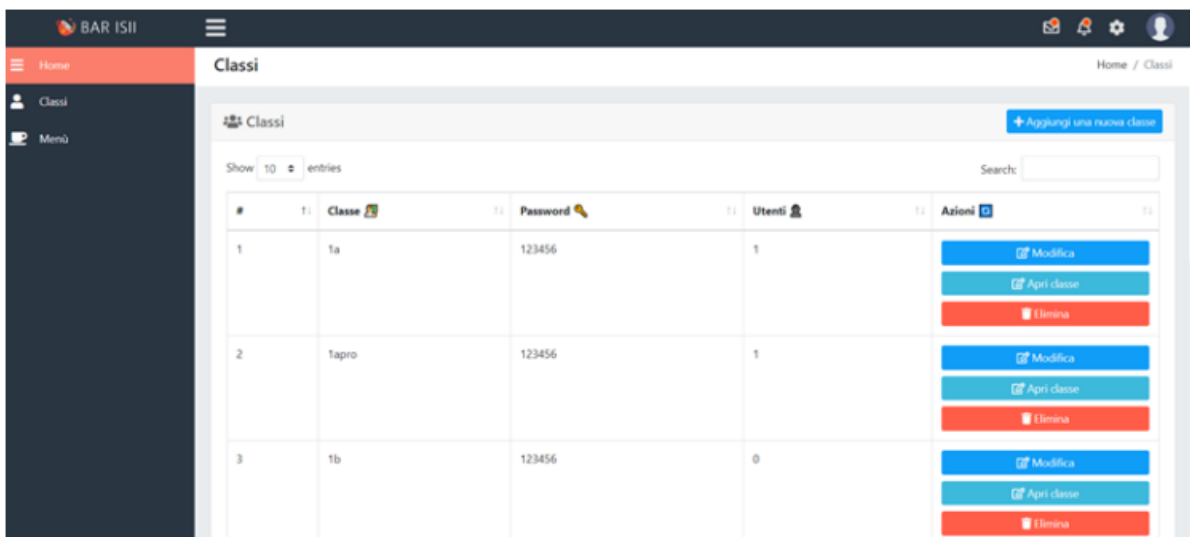 BAR ISII
Home
Classi
Menù
Classi
Home / Classi
Classi
+ Aggiungi una nuova classe
Show 10 entries
Search:
# Classe Password Utenti Azioni
1 1a 123456 1 Modifica
Apri classe
Elimina
2 1apro 123456 1 Modifica
Apri classe
Elimina
3 1b 123456 0 Modifica
Apri classe
Elimina